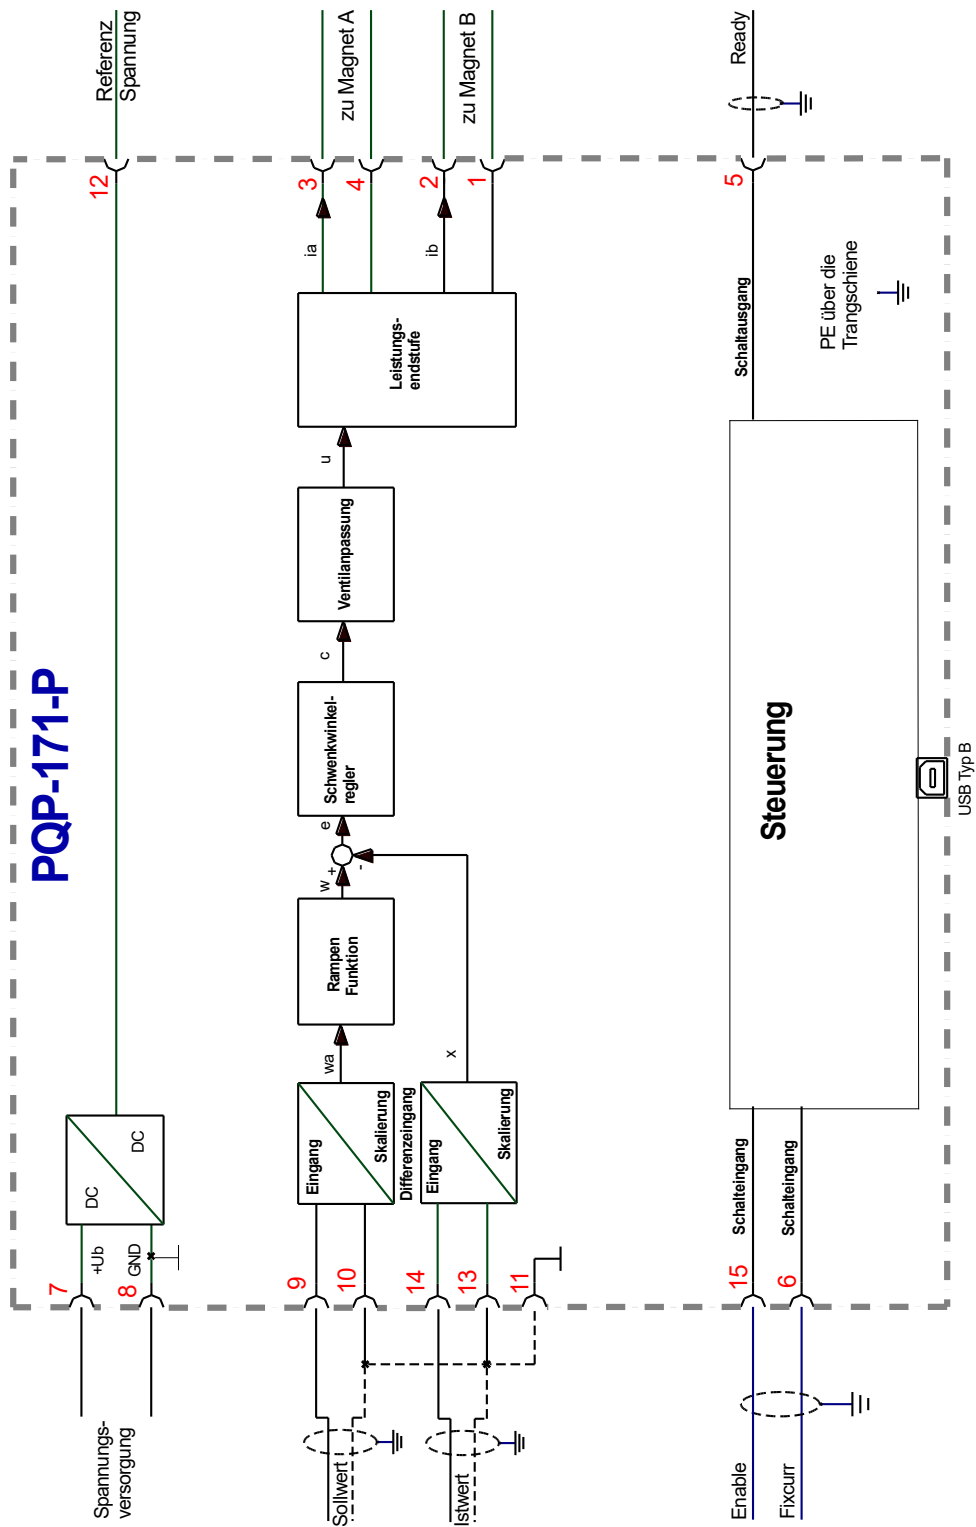 PQP-171-P
Spannungs-
versorgung
7
8
+Ub
GND
DC
DC
12
Referenz
Spannung
Sollwert
9
10
Eingang
Skalierung
wa
Rampen
Funktion
w
+
-
e
Schwenkwinkel-
regler
c
Ventilanpassung
u
Leistungs-
endstufe
ia
3
4
zu Magnet A
ib
2
1
zu Magnet B
Istwert
14
13
11
Differenzeingang
Eingang
Skalierung
x
Enable
Fixcurr
15
6
Schalteingang
Schalteingang
Steuerung
Schaltausgang
5
Ready
PE über die
Trangschiene
USB Typ B